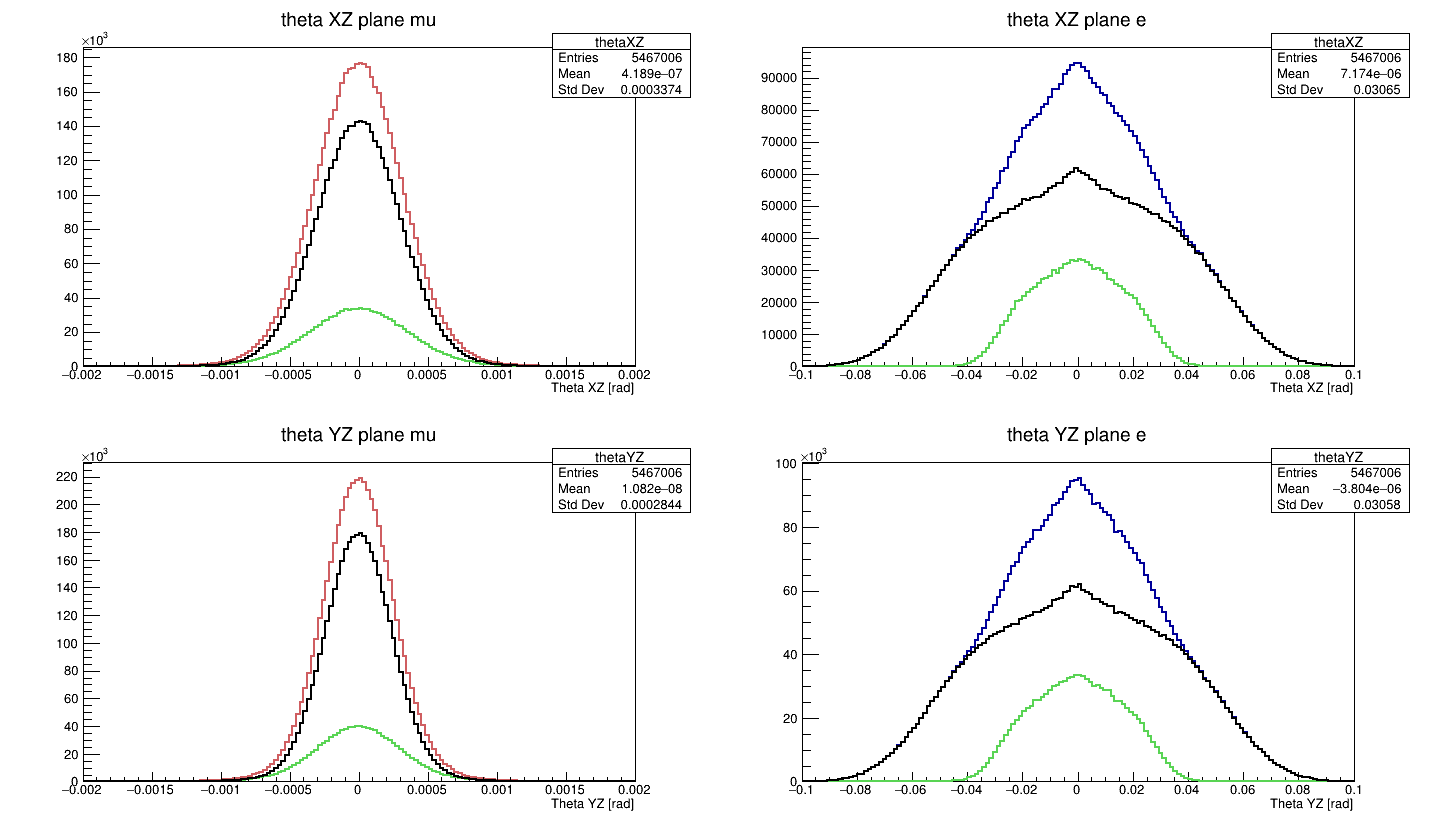 theta XZ plane mu
×10³
thetaXZ
Entries 5467006
Mean 4.189e−07
Std Dev 0.0003374
180
160
140
120
100
80
60
40
20
0
−0.002 −0.0015 −0.001 −0.0005 0 0.0005 0.001 0.0015 0.002
Theta XZ [rad]
theta XZ plane e
thetaXZ
Entries 5467006
Mean 7.174e−06
Std Dev 0.03065
90000
80000
70000
60000
50000
40000
30000
20000
10000
0
−0.1 −0.08 −0.06 −0.04 −0.02 0 0.02 0.04 0.06 0.08 0.1
Theta XZ [rad]
theta YZ plane mu
×10³
thetaYZ
Entries 5467006
Mean 1.082e−08
Std Dev 0.0002844
220
200
180
160
140
120
100
80
60
40
20
0
−0.002 −0.0015 −0.001 −0.0005 0 0.0005 0.001 0.0015 0.002
Theta YZ [rad]
theta YZ plane e
×10³
thetaYZ
Entries 5467006
Mean −3.804e−06
Std Dev 0.03058
100
80
60
40
20
0
−0.1 −0.08 −0.06 −0.04 −0.02 0 0.02 0.04 0.06 0.08 0.1
Theta YZ [rad]